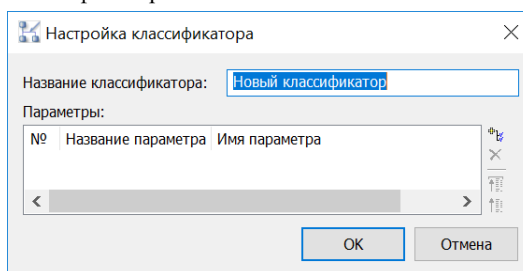 Настройка классификатора
Название классификатора: Новый классификатор
Параметры:
№ Название параметра Имя параметра
OK Отмена